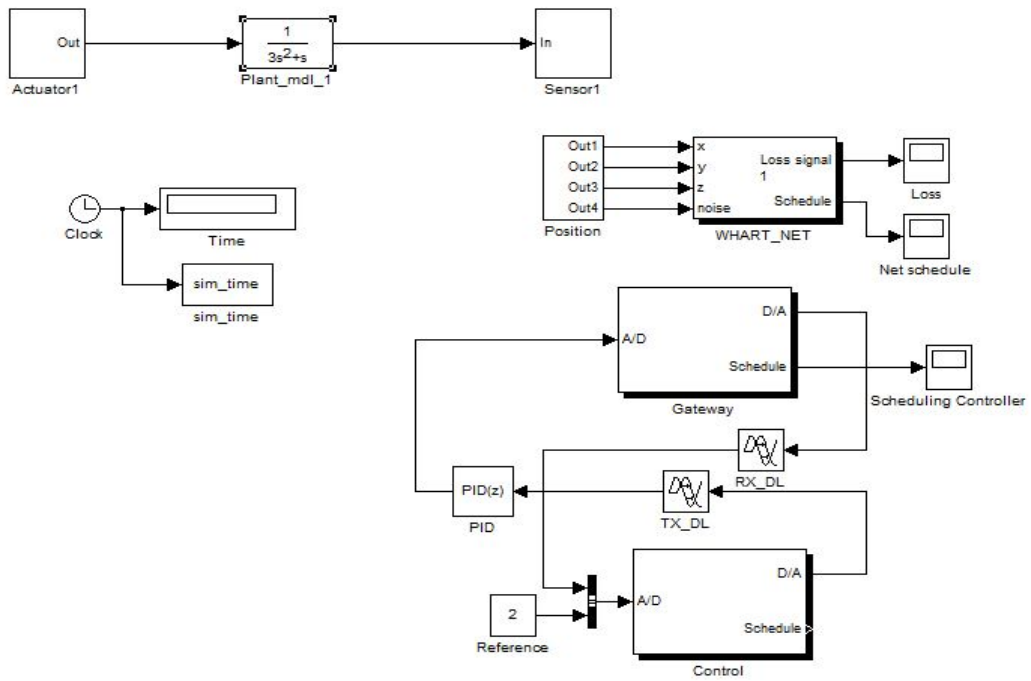 Out
1
3s²+s
In
Actuator1
Plant_mdl_1
Sensor1
Out1
Out2
Out3
Out4
x
y
z
noise
Loss signal
1
Schedule
Position
WHART_NET
Loss
Net schedule
Clock
Time
sim_time
sim_time
A/D
D/A
Schedule
Gateway
Scheduling Controller
RX_DL
PID(z)
PID
TX_DL
2
Reference
A/D
D/A
Schedule
Control